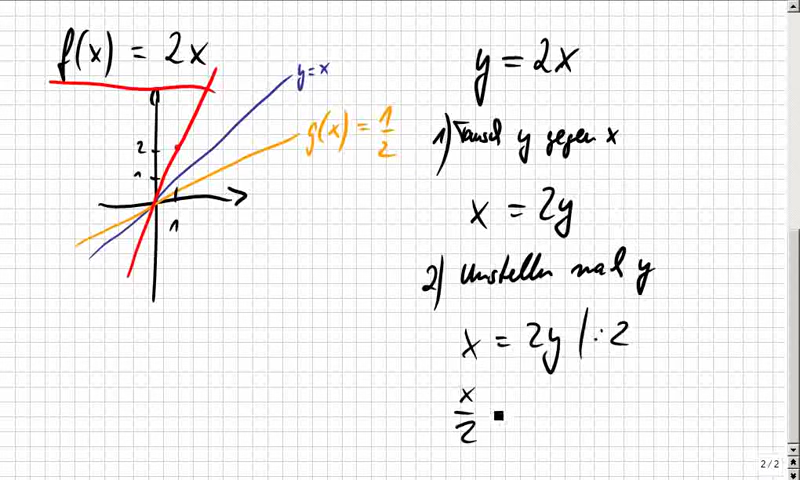 f(x) = 2x
y=x
g(x) = 1/2
2
1
1
y = 2x
1) Tausch y gegen x
x = 2y
2) Umstellen nach y
x = 2y | : 2
x/2
2/2